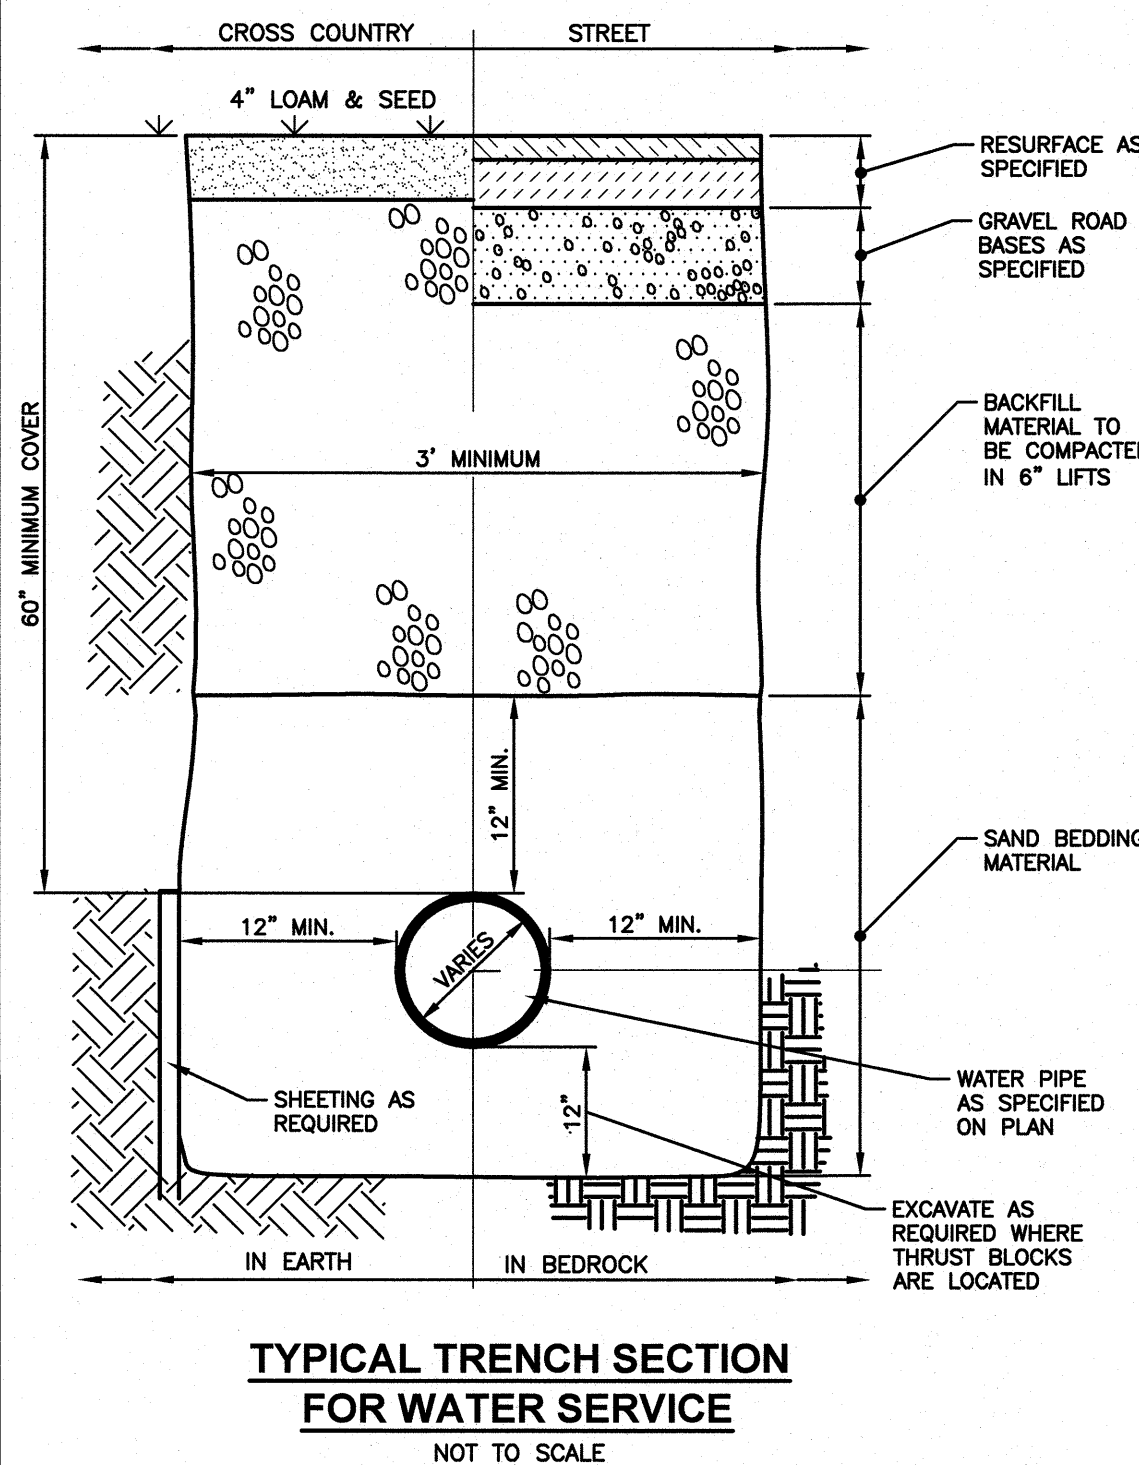 CROSS COUNTRY
STREET
4" LOAM & SEED
RESURFACE AS
SPECIFIED
GRAVEL ROAD
BASES AS
SPECIFIED
BACKFILL
MATERIAL TO
BE COMPACTED
IN 6" LIFTS
3' MINIMUM
60" MINIMUM COVER
12" MIN.
SAND BEDDING
MATERIAL
12" MIN.
12" MIN.
VARIES
SHEETING AS
REQUIRED
12"
WATER PIPE
AS SPECIFIED
ON PLAN
EXCAVATE AS
REQUIRED WHERE
THRUST BLOCKS
ARE LOCATED
IN EARTH
IN BEDROCK
TYPICAL TRENCH SECTION
FOR WATER SERVICE
NOT TO SCALE